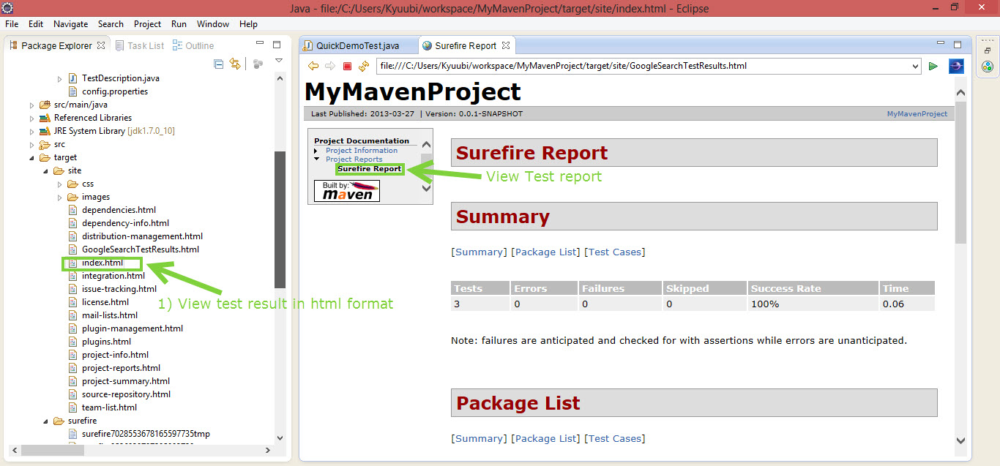 Java - file:/C:/Users/Kyuubi/workspace/MyMavenProject/target/site/index.html - Eclipse
File Edit Navigate Search Project Run Window Help
Package Explorer Task List Outline
TestDescription.java
config.properties
src/main/java
Referenced Libraries
JRE System Library [jdk1.7.0_10]
src
target
site
css
images
dependencies.html
dependency-info.html
distribution-management.html
GoogleSearchTestResults.html
index.html
integration.html
issue-tracking.html
license.html
mail-lists.html
plugin-management.html
plugins.html
project-info.html
project-reports.html
project-summary.html
source-repository.html
team-list.html
surefire
surefire7028553678165597735tmp
1) View test result in html format
QuickDemoTest.java Surefire Report
file:///C:/Users/Kyuubi/workspace/MyMavenProject/target/site/GoogleSearchTestResults.html
MyMavenProject
Last Published: 2013-03-27 | Version: 0.0.1-SNAPSHOT MyMavenProject
Project Documentation
Project Information
Project Reports
Surefire Report
Built by:
maven
View Test report
Surefire Report
Summary
[Summary] [Package List] [Test Cases]
Tests Errors Failures Skipped Success Rate Time
3 0 0 0 100% 0.06
Note: failures are anticipated and checked for with assertions while errors are unanticipated.
Package List
[Summary] [Package List] [Test Cases]